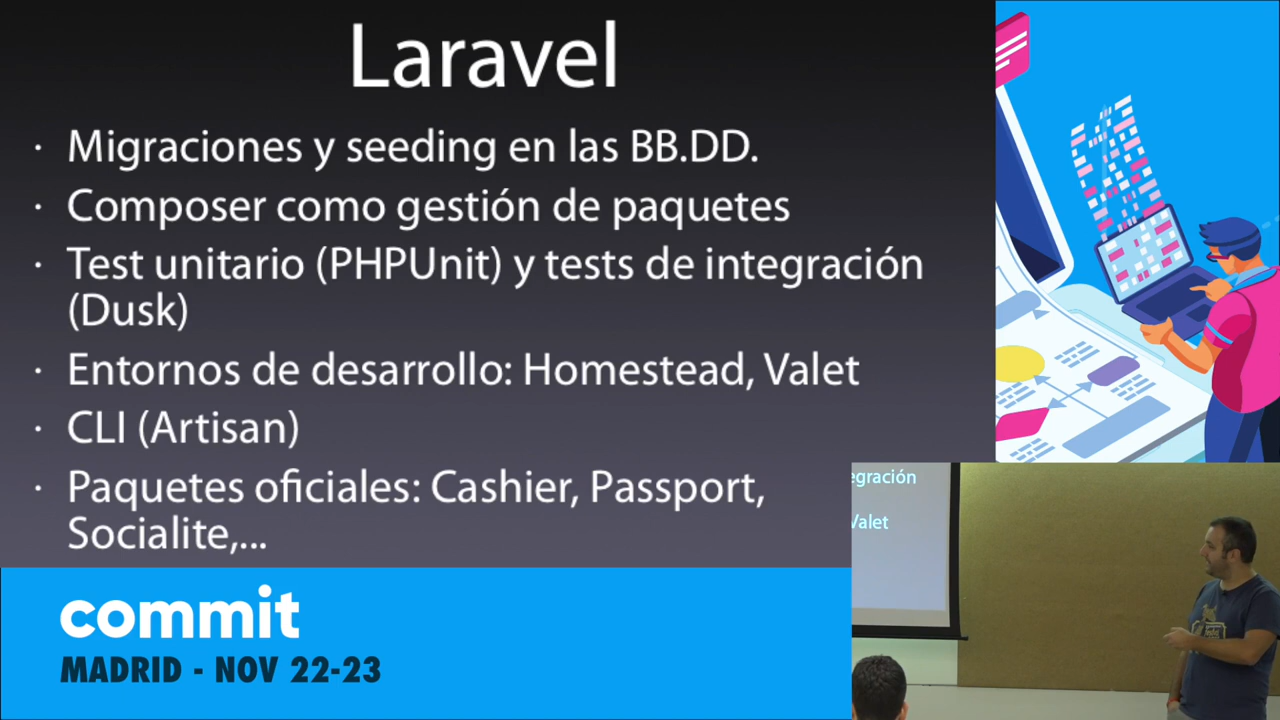 Laravel
· Migraciones y seeding en las BB.DD.
· Composer como gestión de paquetes
· Test unitario (PHPUnit) y tests de integración
(Dusk)
· Entornos de desarrollo: Homestead, Valet
· CLI (Artisan)
· Paquetes oficiales: Cashier, Passport,
Socialite,...
egración
Valet
commit
MADRID - NOV 22-23